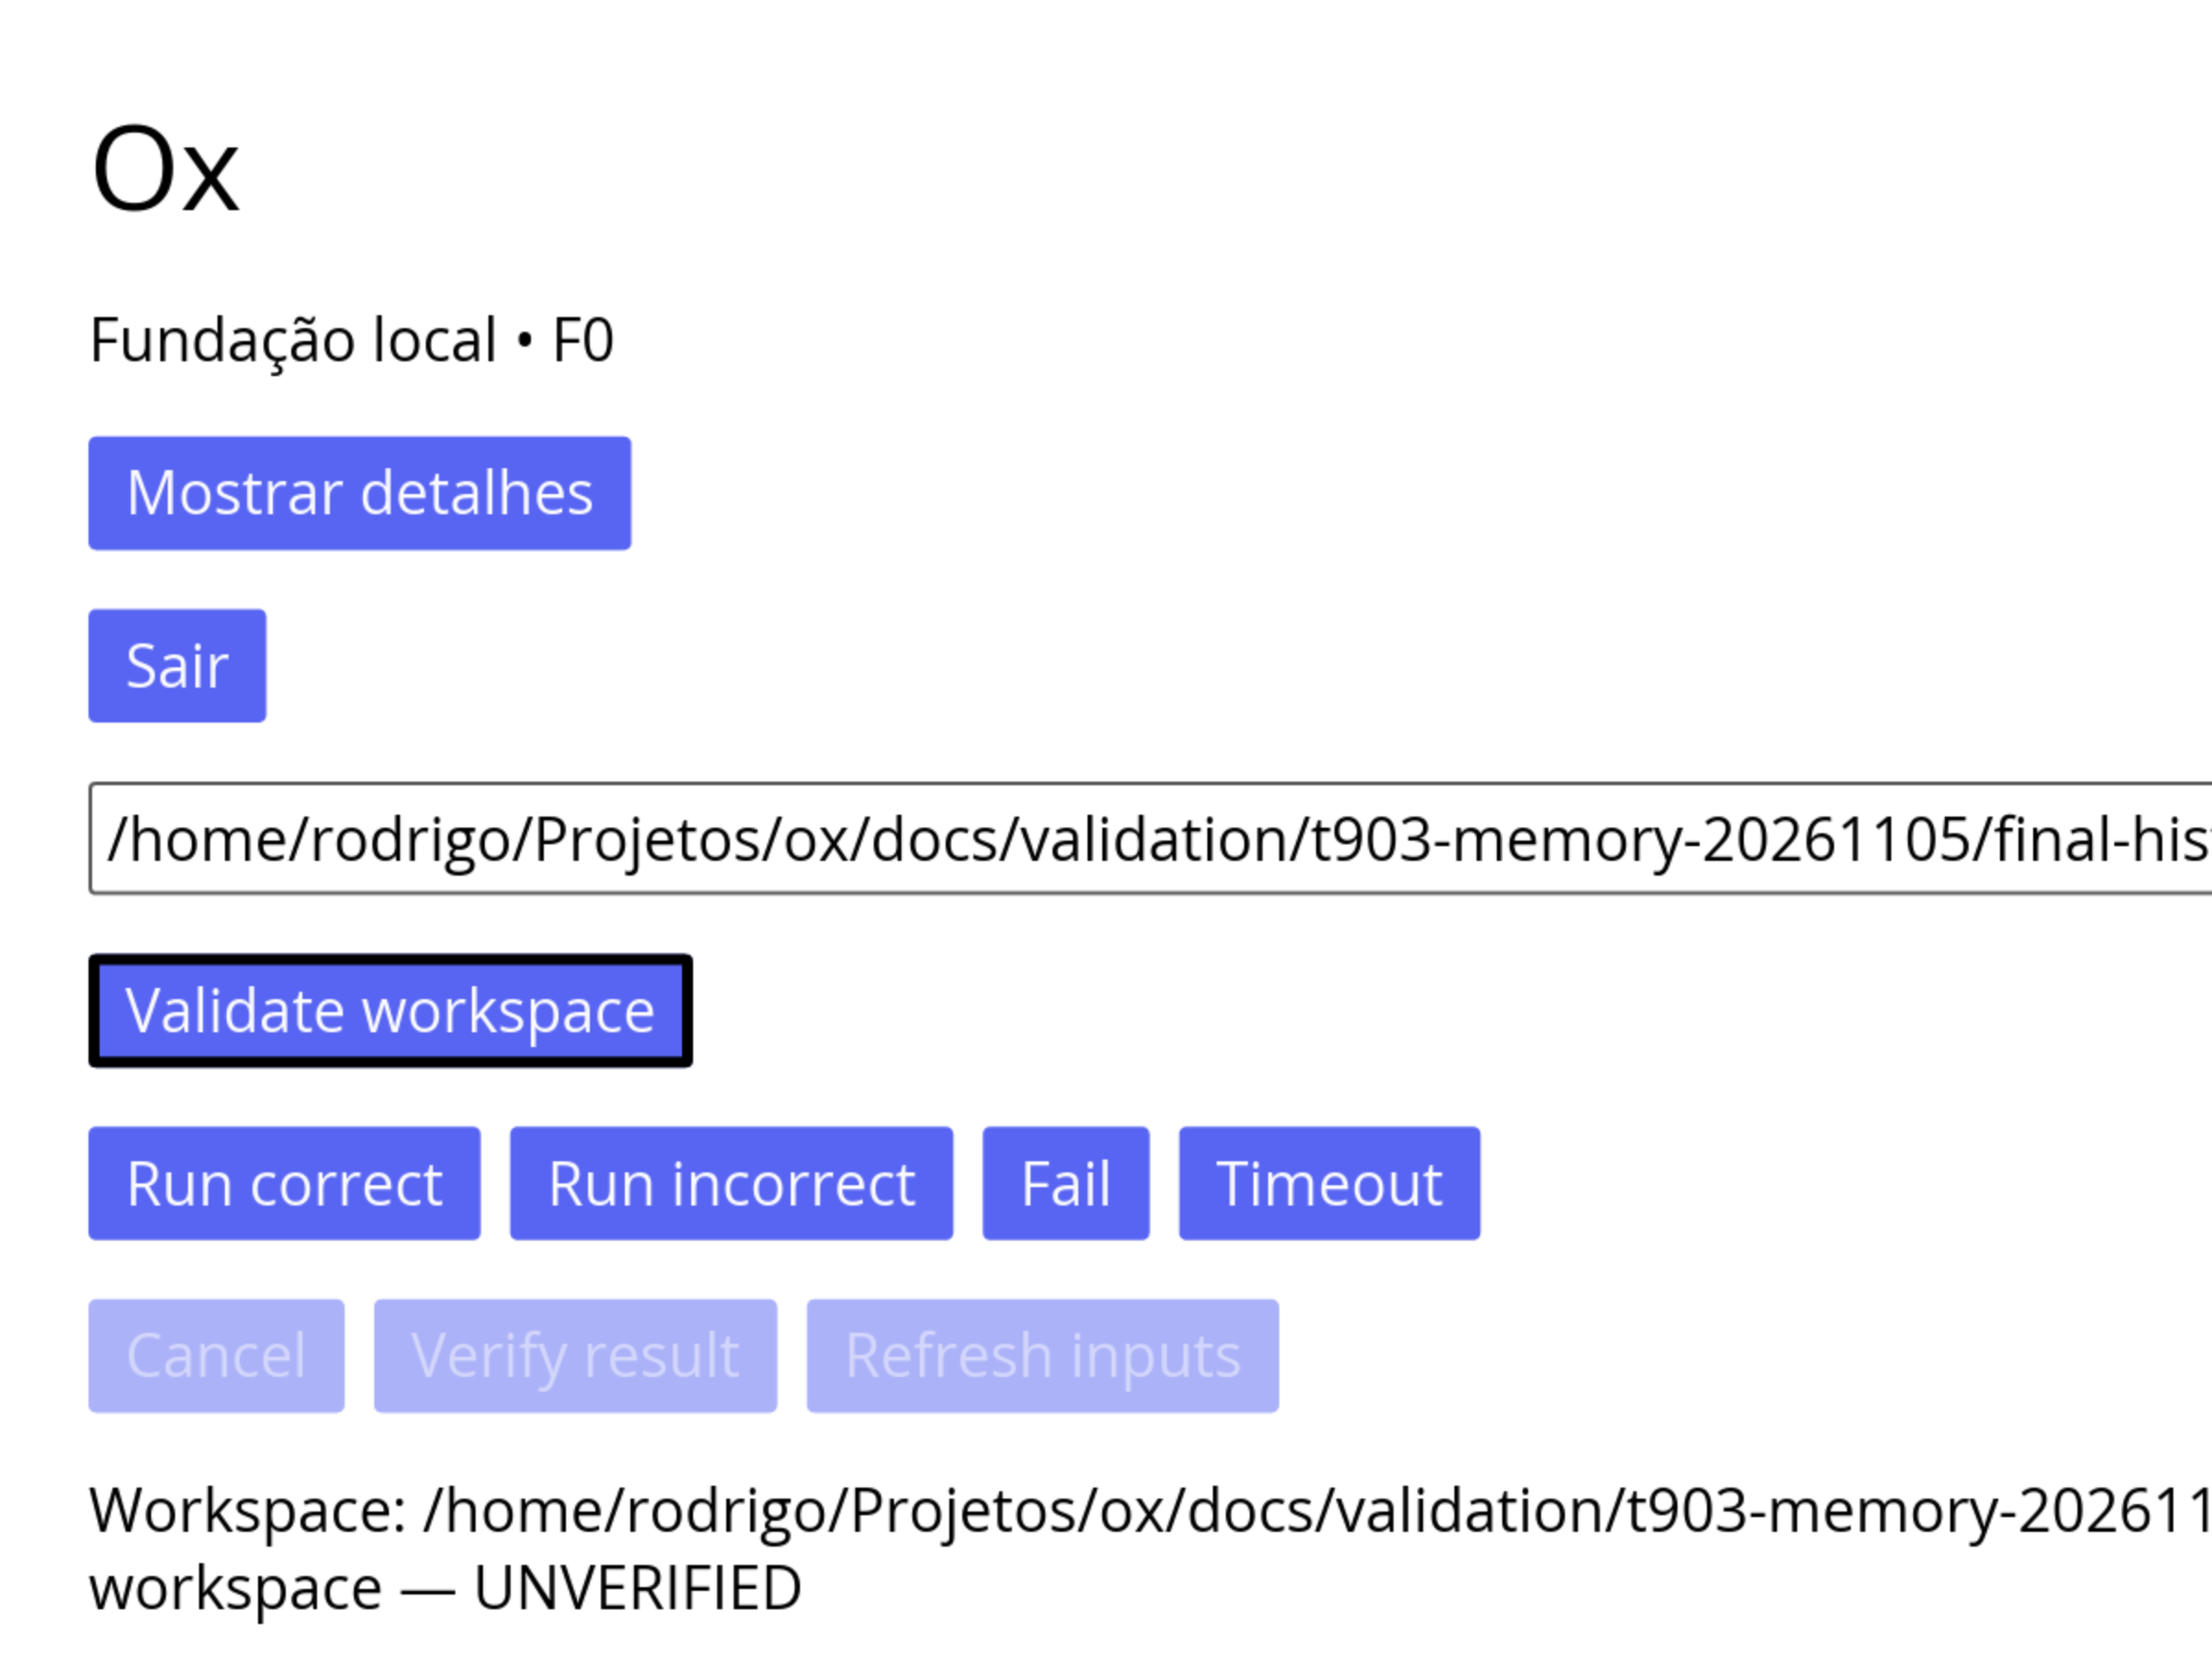 Ox
Fundação local • F0
Mostrar detalhes
Sair
/home/rodrigo/Projetos/ox/docs/validation/t903-memory-20261105/final-his
Validate workspace
Run correct Run incorrect Fail Timeout
Cancel Verify result Refresh inputs
Workspace: /home/rodrigo/Projetos/ox/docs/validation/t903-memory-202611
workspace — UNVERIFIED